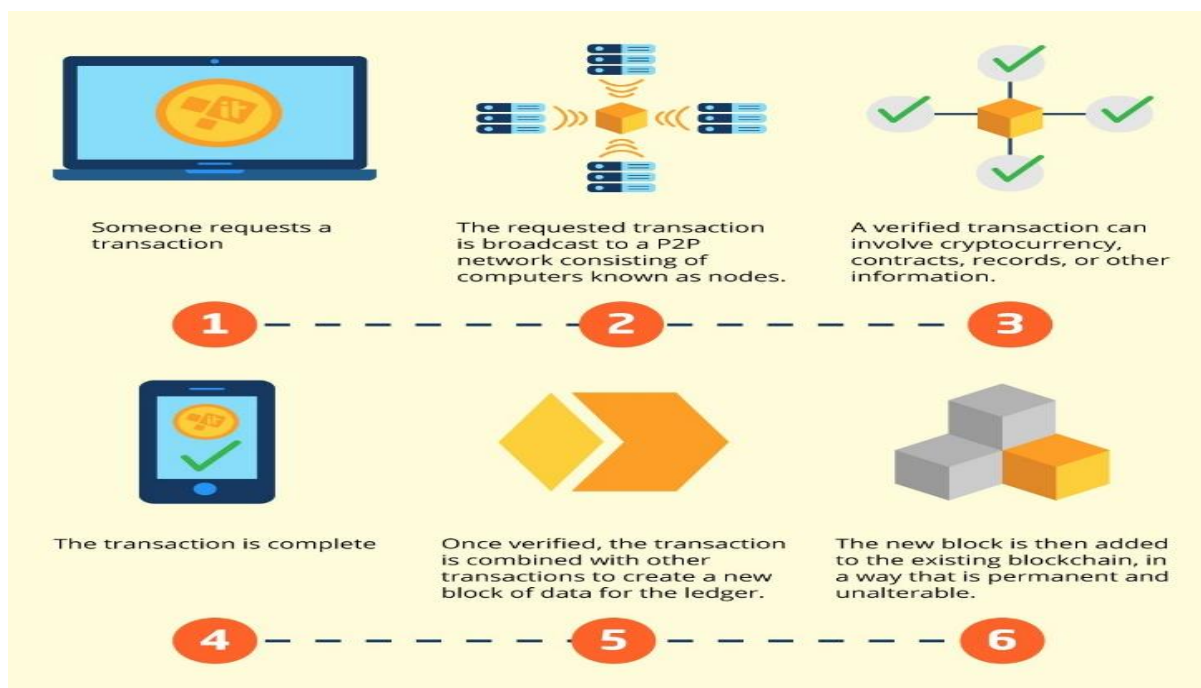 it
Someone requests a
transaction
1
The requested transaction
is broadcast to a P2P
network consisting of
computers known as nodes.
2
A verified transaction can
involve cryptocurrency,
contracts, records, or other
information.
3
it
The transaction is complete
4
Once verified, the transaction
is combined with other
transactions to create a new
block of data for the ledger.
5
The new block is then added
to the existing blockchain, in
a way that is permanent and
unalterable.
6